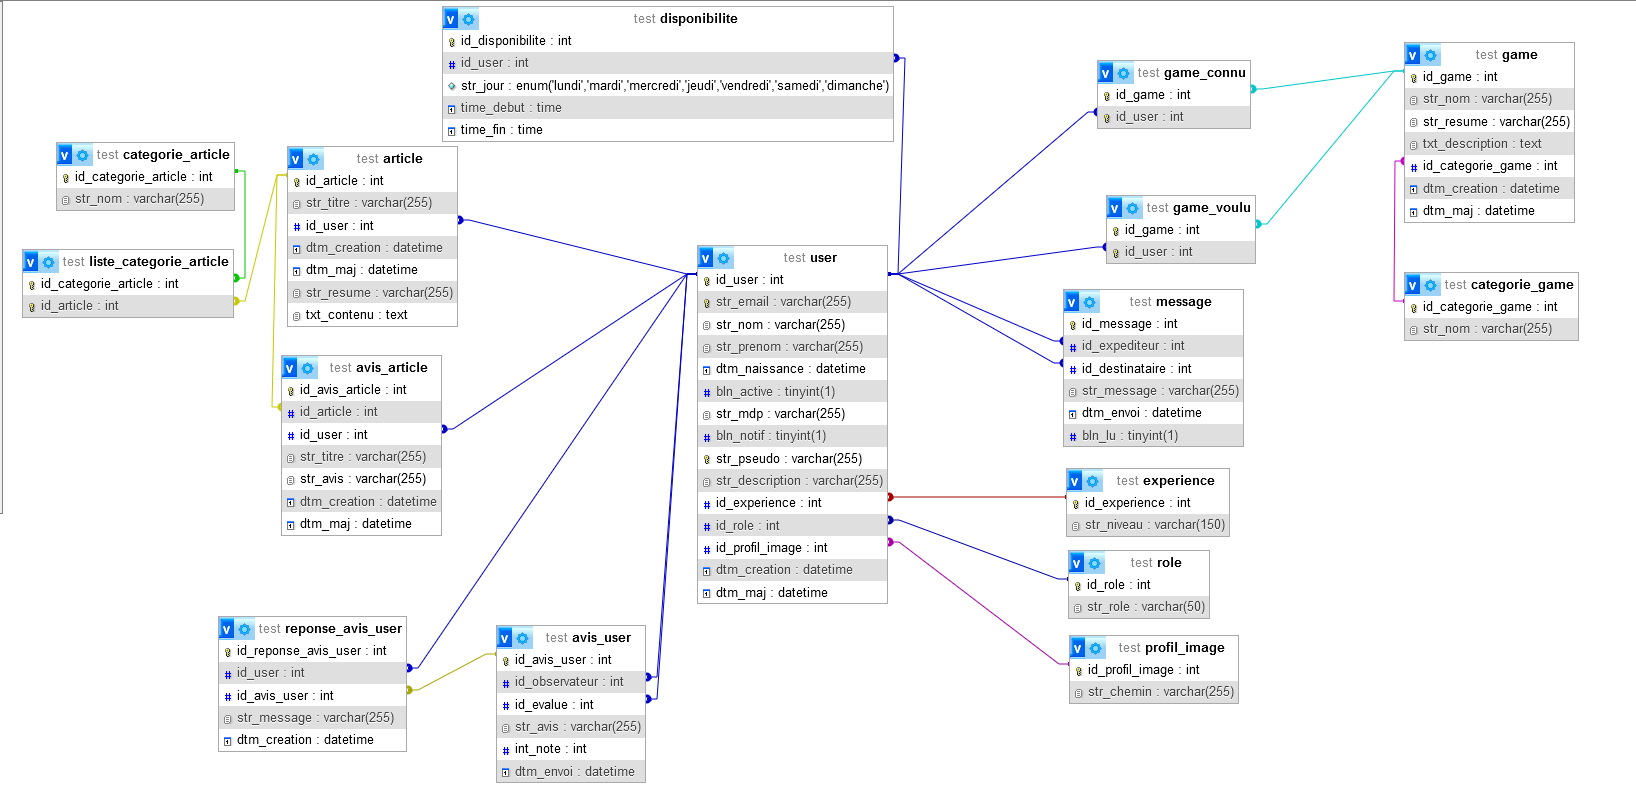 test disponibilite
id_disponibilite : int
id_user : int
str_jour : enum('lundi','mardi','mercredi','jeudi','vendredi','samedi','dimanche')
time_debut : time
time_fin : time
test categorie_article
id_categorie_article : int
str_nom : varchar(255)
test liste_categorie_article
id_categorie_article : int
id_article : int
test article
id_article : int
str_titre : varchar(255)
id_user : int
dtm_creation : datetime
dtm_maj : datetime
str_resume : varchar(255)
txt_contenu : text
test avis_article
id_avis_article : int
id_article : int
id_user : int
str_titre : varchar(255)
str_avis : varchar(255)
dtm_creation : datetime
dtm_maj : datetime
test reponse_avis_user
id_reponse_avis_user : int
id_user : int
id_avis_user : int
str_message : varchar(255)
dtm_creation : datetime
test avis_user
id_avis_user : int
id_observateur : int
id_evalue : int
str_avis : varchar(255)
int_note : int
dtm_envoi : datetime
test user
id_user : int
str_email : varchar(255)
str_nom : varchar(255)
str_prenom : varchar(255)
dtm_naissance : datetime
bln_active : tinyint(1)
str_mdp : varchar(255)
bln_notif : tinyint(1)
str_pseudo : varchar(255)
str_description : varchar(255)
id_experience : int
id_role : int
id_profil_image : int
dtm_creation : datetime
dtm_maj : datetime
test game_connu
id_game : int
id_user : int
test game_voulu
id_game : int
id_user : int
test message
id_message : int
id_expediteur : int
id_destinataire : int
str_message : varchar(255)
dtm_envoi : datetime
bln_lu : tinyint(1)
test experience
id_experience : int
str_niveau : varchar(150)
test role
id_role : int
str_role : varchar(50)
test profil_image
id_profil_image : int
str_chemin : varchar(255)
test game
id_game : int
str_nom : varchar(255)
str_resume : varchar(255)
txt_description : text
id_categorie_game : int
dtm_creation : datetime
dtm_maj : datetime
test categorie_game
id_categorie_game : int
str_nom : varchar(255)